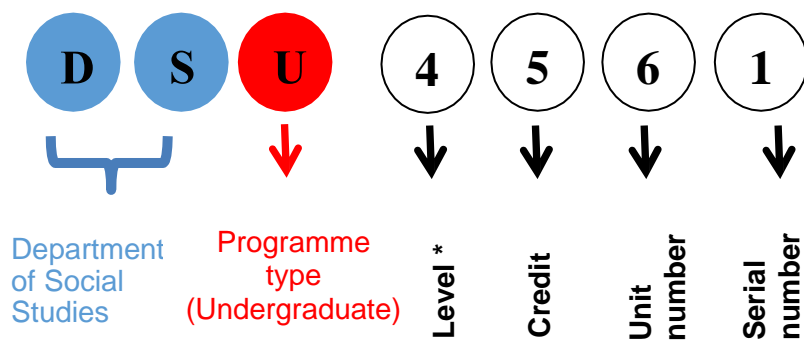 D S U 4 5 6 1
Department
of Social
Studies
Programme
type
(Undergraduate)
Level *
Credit
Unit
number
Serial
number